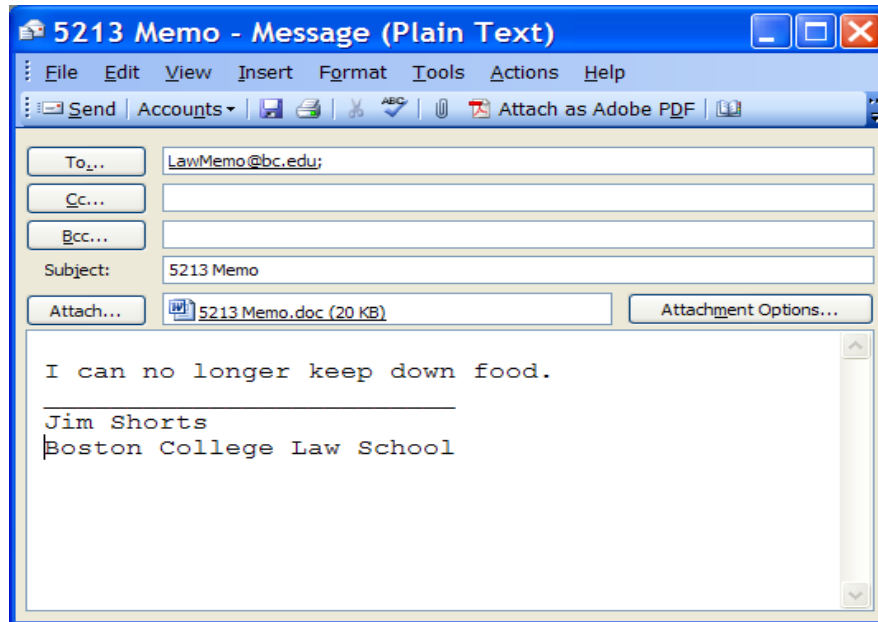 5213 Memo - Message (Plain Text)
File Edit View Insert Format Tools Actions Help
Send Accounts ABC Attach as Adobe PDF
To... LawMemo@bc.edu;
Cc...
Bcc...
Subject: 5213 Memo
Attach... 5213 Memo.doc (20 KB) Attachment Options...
I can no longer keep down food.
Jim Shorts
Boston College Law School